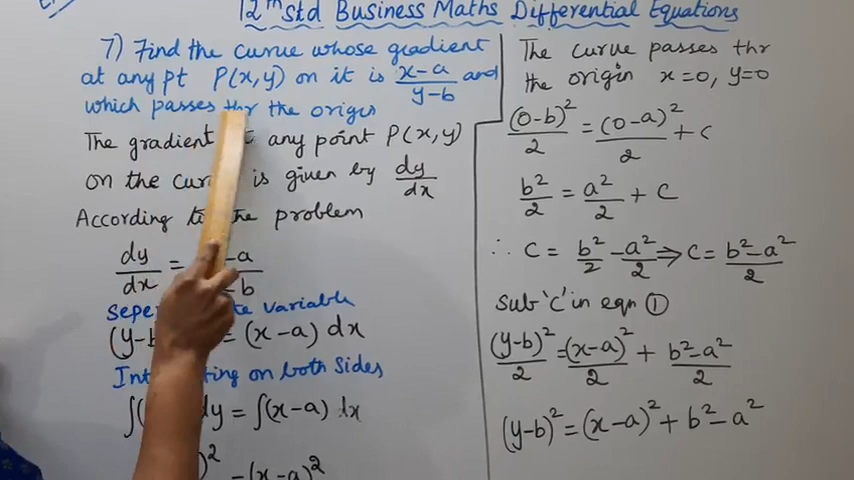 12th Std Business Maths Differential Equations
7) Find the curve whose gradient
at any pt P(x,y) on it is (x-a)/(y-b) and
which passes thr the origin
The gradient any point P(x,y)
on the is given by dy/dx
According the problem
dy/dx = -a
variable
(y-b = (x-a) dx
on both Sides
∫( dy = ∫(x-a) dx
)² = (x-a)²
The curve passes thr
the origin x=0, y=0
(0-b)²/2 = (0-a)²/2 + C
b²/2 = a²/2 + C
∴ C = b²/2 - a²/2 ⇒ C = (b²-a²)/2
Sub 'c' in eqn ①
(y-b)²/2 = (x-a)²/2 + (b²-a²)/2
(y-b)² = (x-a)² + b² - a²